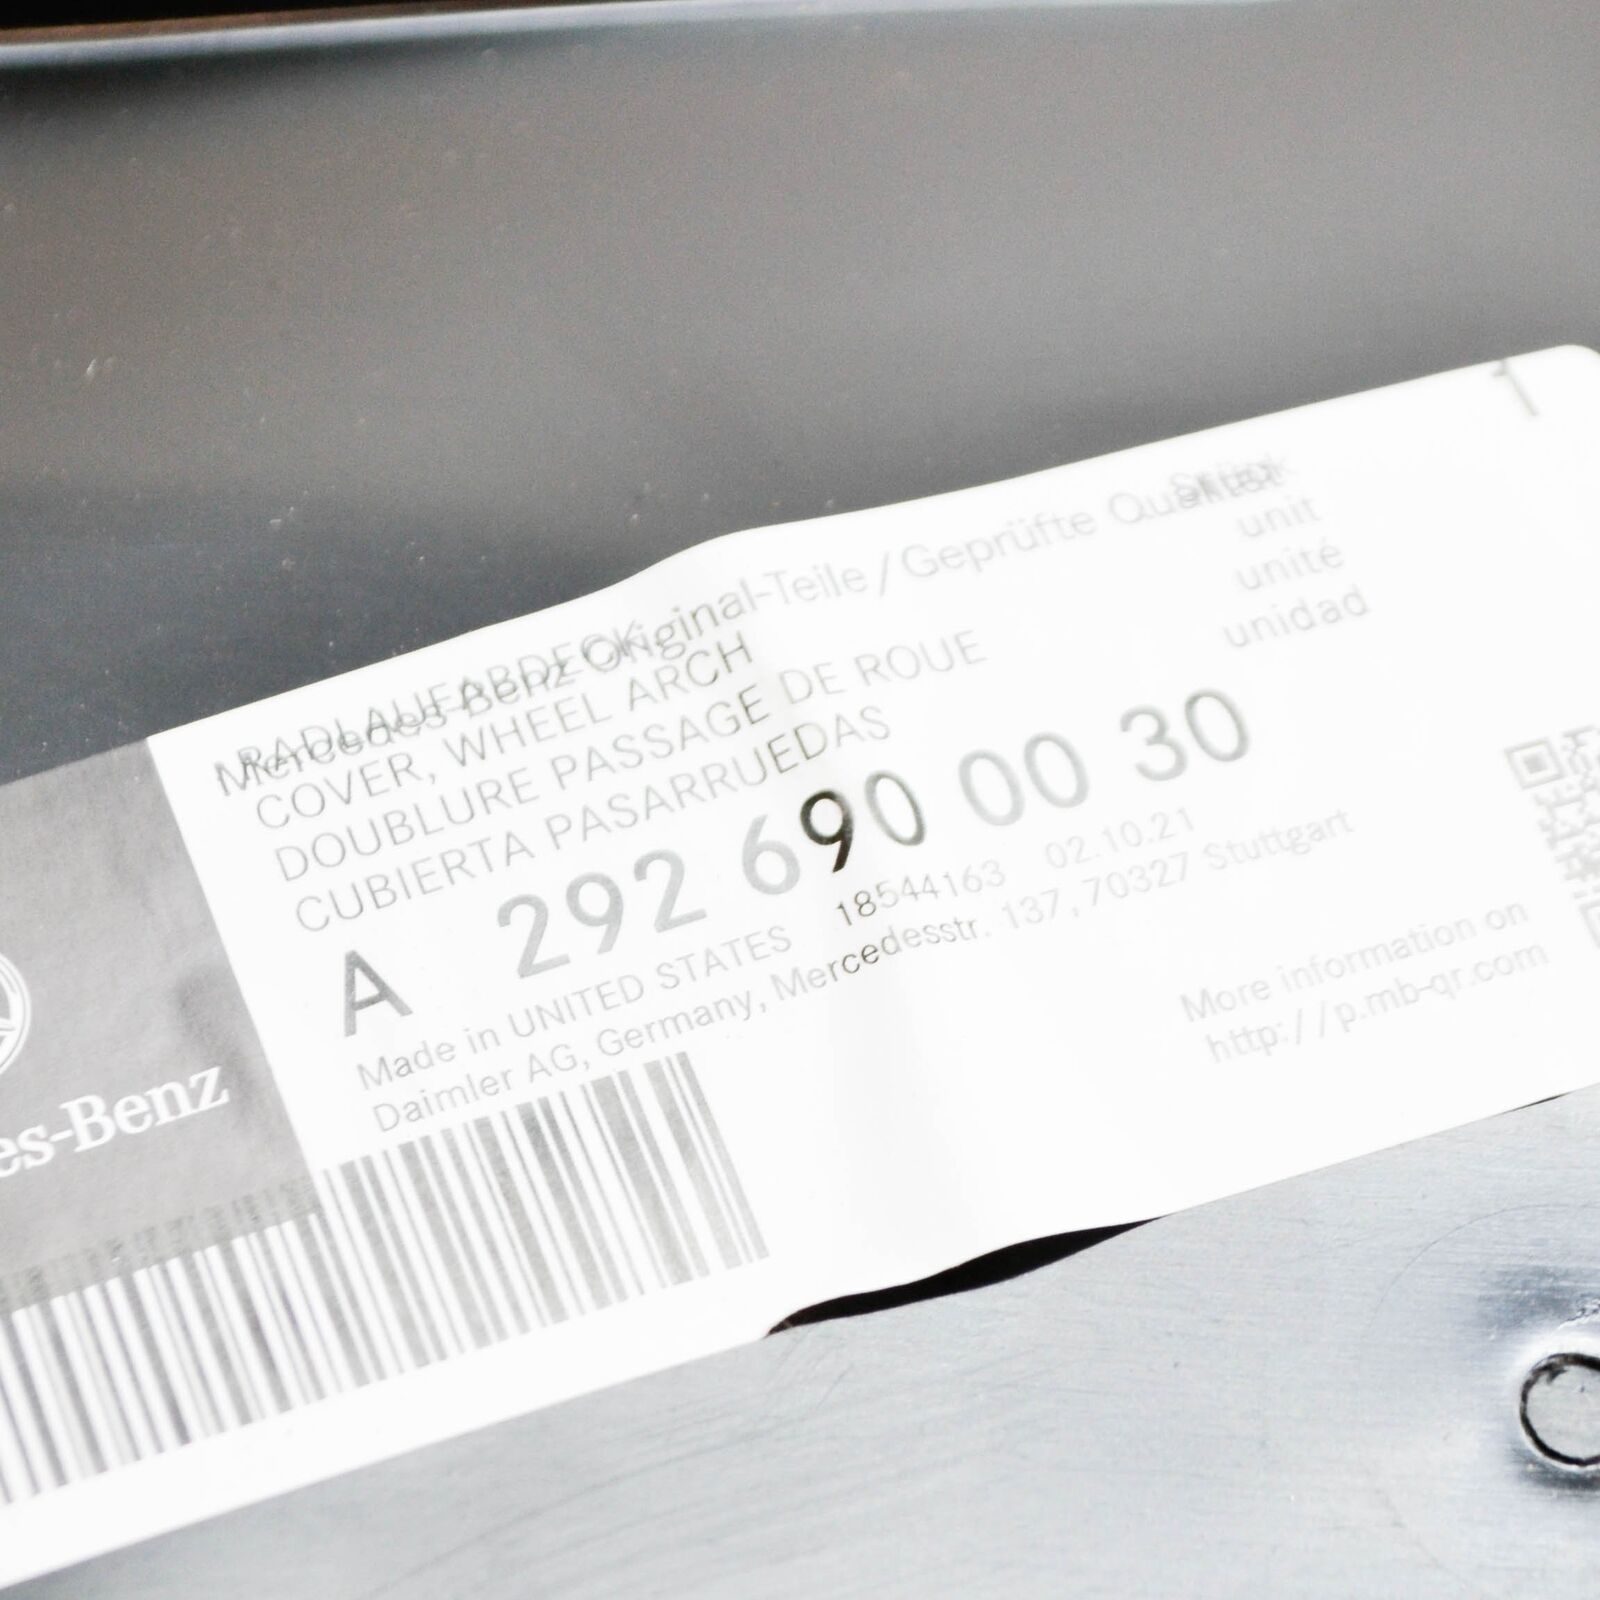 Mercedes-Benz Original-Teile / Geprüfte Qualität
RADLAUFABDECK.
COVER, WHEEL ARCH
DOUBLURE PASSAGE DE ROUE
CUBIERTA PASARRUEDAS
1
Stück
unit
unité
unidad
A 292 690 00 30
Made in UNITED STATES 18544163 02.10.21
Daimler AG, Germany, Mercedesstr. 137, 70327 Stuttgart
More information on
http://p.mb-qr.com
es-Benz